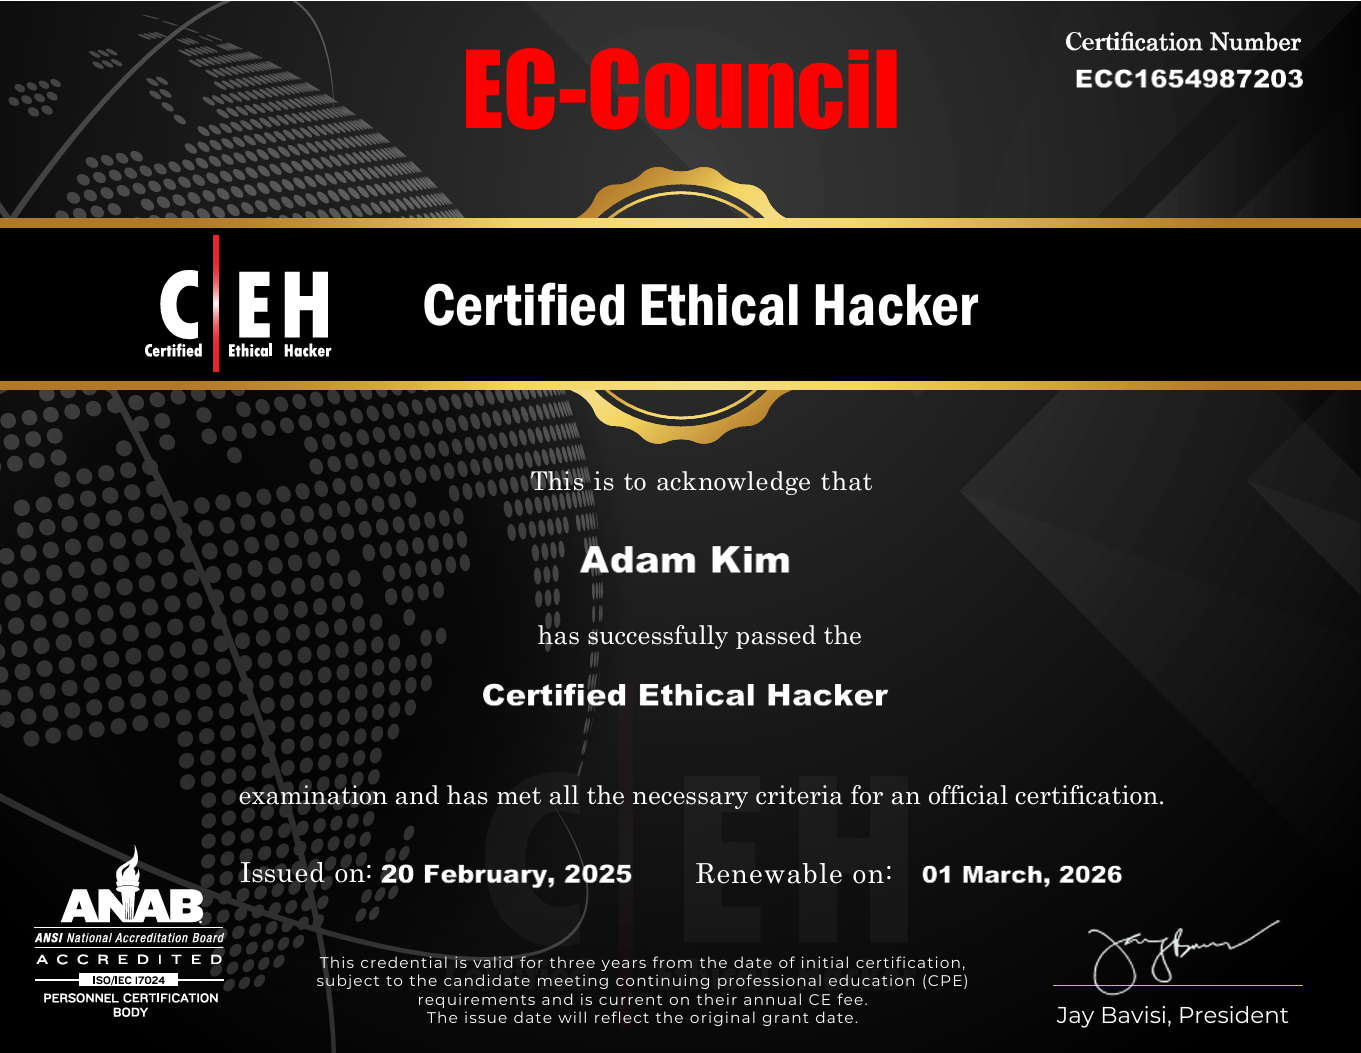 Certification Number
EC-Council
ECC1654987203
C EH
Certified Ethical Hacker
Certified Ethical Hacker
This is to acknowledge that
Adam Kim
has successfully passed the
Certified Ethical Hacker
C EH
examination and has met all the necessary criteria for an official certification.
Issued on: 20 February, 2025 Renewable on: 01 March, 2026
ANAB
ANSI National Accreditation Board
ACCREDITED
ISO/IEC 17024
PERSONNEL CERTIFICATION
BODY
This credential is valid for three years from the date of initial certification,
subject to the candidate meeting continuing professional education (CPE)
requirements and is current on their annual CE fee.
The issue date will reflect the original grant date.
Jay Bavisi, President